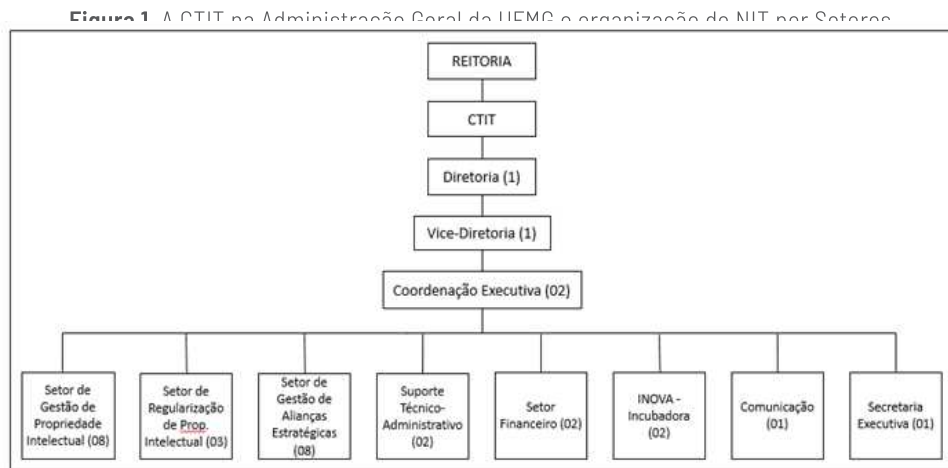 Figura 1. A CTIT na Administração Geral da UFMG e organização do NIT por Setores
REITORIA
CTIT
Diretoria (1)
Vice-Diretoria (1)
Coordenação Executiva (02)
Setor de
Gestão de
Propriedade
Intelectual (08)
Setor de
Regularização
de Prop.
Intelectual (03)
Setor de
Gestão de
Alianças
Estratégicas
(08)
Suporte
Técnico-
Administrativo
(02)
Setor
Financeiro (02)
INOVA -
Incubadora
(02)
Comunicação
(01)
Secretaria
Executiva (01)